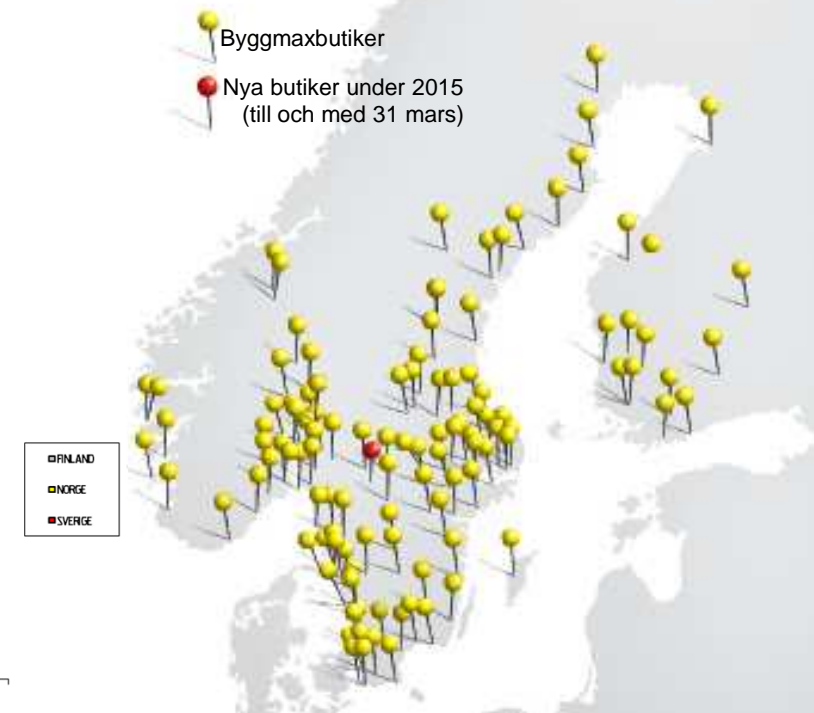 Byggmaxbutiker
Nya butiker under 2015
(till och med 31 mars)
FINLAND
NORGE
SVERIGE